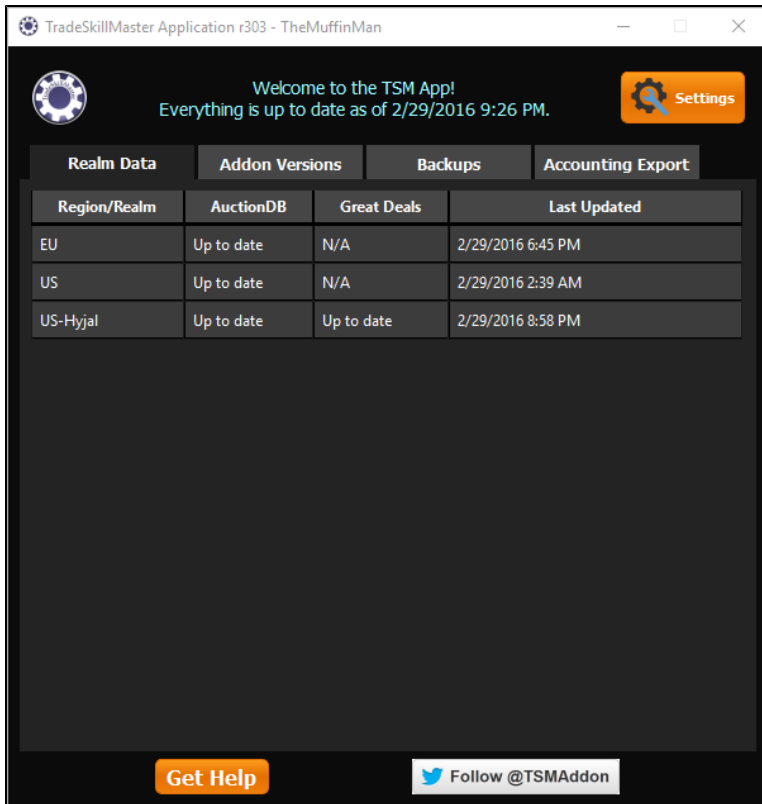 TradeSkillMaster Application r303 - TheMuffinMan
Welcome to the TSM App!
Everything is up to date as of 2/29/2016 9:26 PM.
Settings
Realm Data Addon Versions Backups Accounting Export
Region/Realm AuctionDB Great Deals Last Updated
EU Up to date N/A 2/29/2016 6:45 PM
US Up to date N/A 2/29/2016 2:39 AM
US-Hyjal Up to date Up to date 2/29/2016 8:58 PM
Get Help Follow @TSMAddon